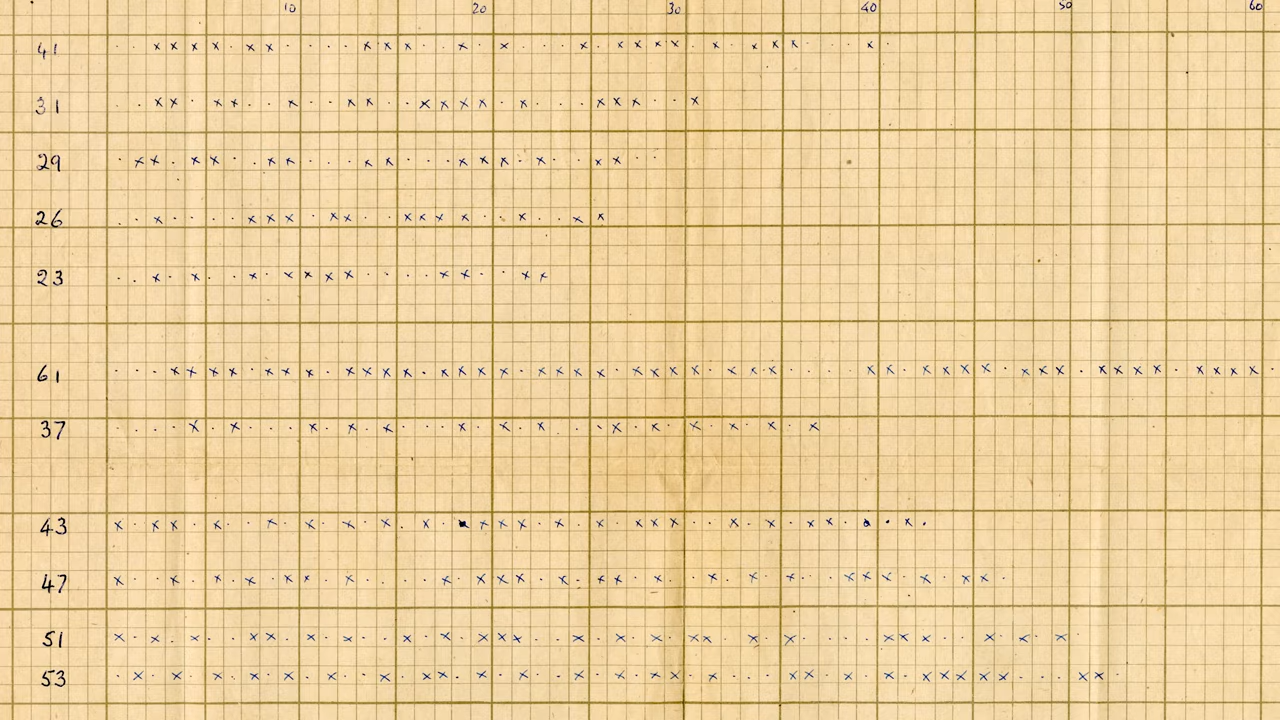 10 20 30 40 50 60
41 . . x x x x . x x . . . . x x x . . x . x . . . x . x x x x . x . x x x . . . x .
31 . . x x . x x . . x . . x x . . x x x x . x . . . x x x . . x
29 . x x . x x . . x x . . . x x . . . x x x . x . . x x . .
26 . . x . . . . x x x . x x . . x x x x . . x . . x x
23 . . x . x . . x . x x x x . . . . x x . . x x
61 . . . x x x x . x x x . x x x x . x x x x . x x x x . x x x x . x x x . . . . x x . x x x x . x x x . x x x x . x x x x .
37 . . . . x . x . . . x . x . x . . . x . x . x . . . x . x . x . x . x . x
43 x . x x . x . . x . x . x . x . x . . x x x . x . x . x x x . . x . x . x x . . . x .
47 x . . x . x . x . x x . x . . . . x . x x x . x . x x . x . . x . x . x . . x x x . x . x x .
51 x . x . x . . x x . x . x . . x . x . x x x . . x . x . x . x x . x . x . . . . x x x . . x . x . x .
53 . x . x . x . x . x . x . . x . x x . x . x . . x . x . x x . x . . . x x . x . x . x x x x x . . . x x .